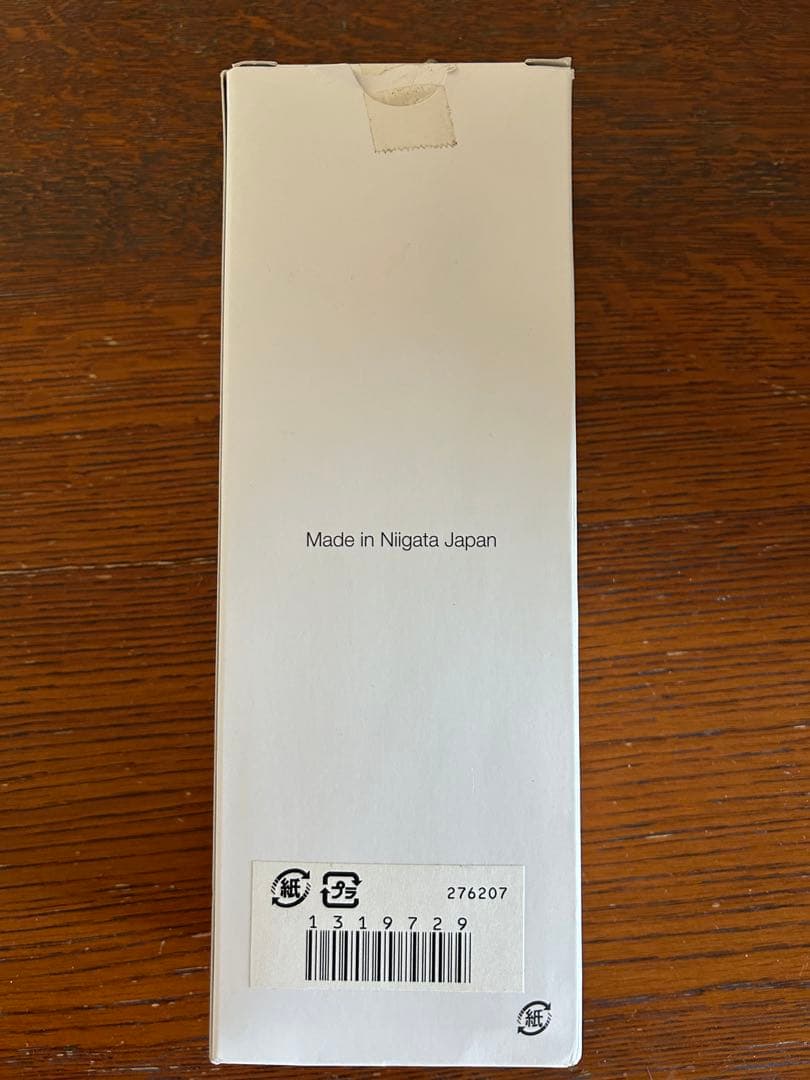 Made in Niigata Japan
紙 プラ 276207
1319729
紙